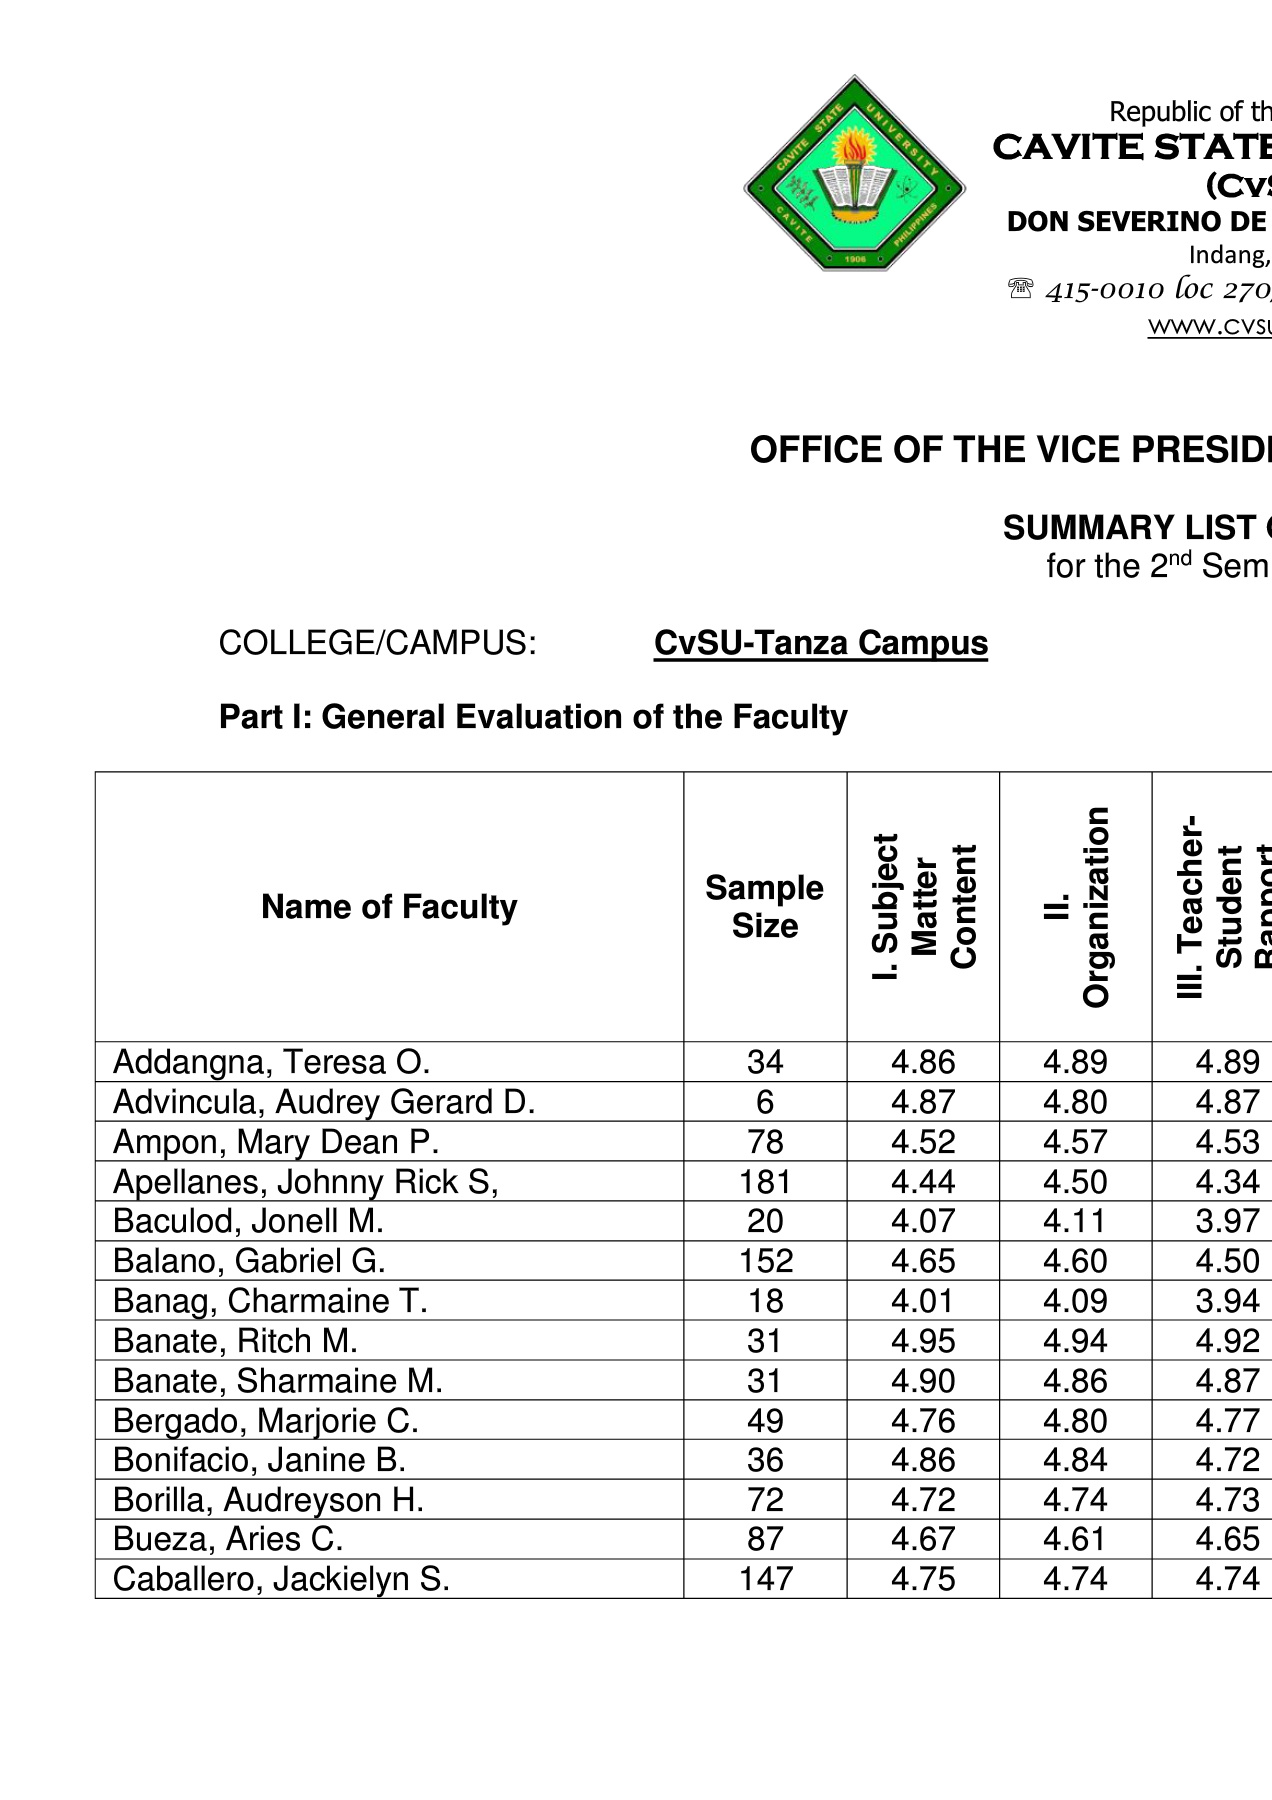 CAVITE STATE UNIVERSITY
CAVITE PHILIPPINES
1906
Republic of th
CAVITE STATE
(CvS
DON SEVERINO DE
Indang,
☏ 415-0010 loc 270,
www.cvsu
OFFICE OF THE VICE PRESIDE
SUMMARY LIST O
for the 2nd Sem
COLLEGE/CAMPUS: CvSU-Tanza Campus
Part I: General Evaluation of the Faculty
Name of Faculty
Sample
Size
I. Subject
Matter
Content
II.
Organization
III. Teacher-
Student
Rapport
Addangna, Teresa O. 34 4.86 4.89 4.89
Advincula, Audrey Gerard D. 6 4.87 4.80 4.87
Ampon, Mary Dean P. 78 4.52 4.57 4.53
Apellanes, Johnny Rick S, 181 4.44 4.50 4.34
Baculod, Jonell M. 20 4.07 4.11 3.97
Balano, Gabriel G. 152 4.65 4.60 4.50
Banag, Charmaine T. 18 4.01 4.09 3.94
Banate, Ritch M. 31 4.95 4.94 4.92
Banate, Sharmaine M. 31 4.90 4.86 4.87
Bergado, Marjorie C. 49 4.76 4.80 4.77
Bonifacio, Janine B. 36 4.86 4.84 4.72
Borilla, Audreyson H. 72 4.72 4.74 4.73
Bueza, Aries C. 87 4.67 4.61 4.65
Caballero, Jackielyn S. 147 4.75 4.74 4.74